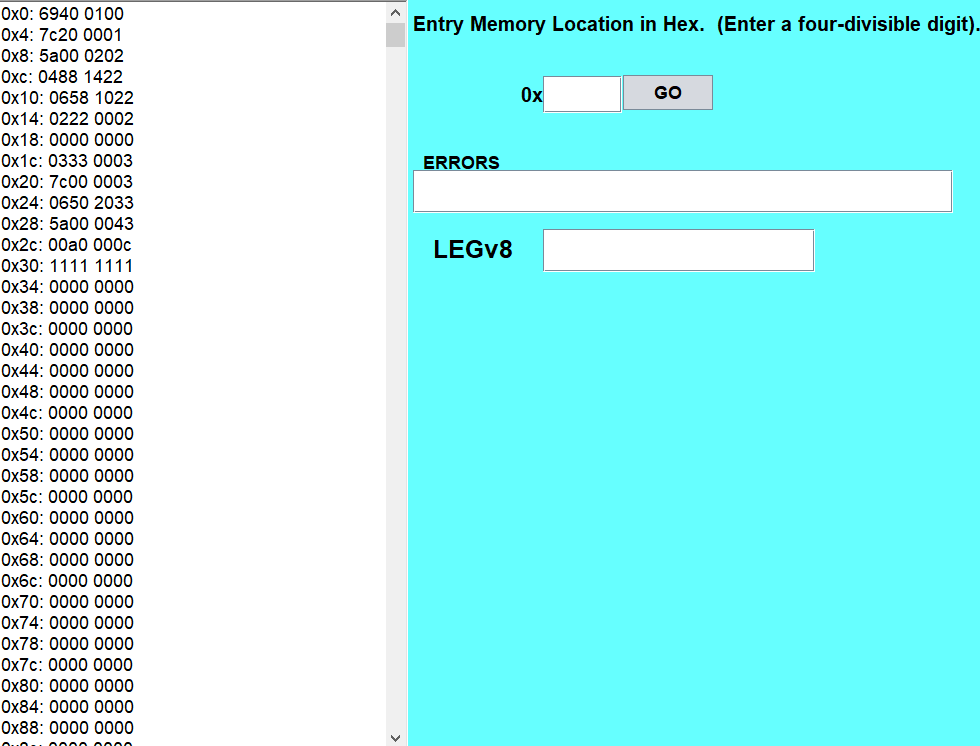 0x0: 6940 0100
0x4: 7c20 0001
0x8: 5a00 0202
0xc: 0488 1422
0x10: 0658 1022
0x14: 0222 0002
0x18: 0000 0000
0x1c: 0333 0003
0x20: 7c00 0003
0x24: 0650 2033
0x28: 5a00 0043
0x2c: 00a0 000c
0x30: 1111 1111
0x34: 0000 0000
0x38: 0000 0000
0x3c: 0000 0000
0x40: 0000 0000
0x44: 0000 0000
0x48: 0000 0000
0x4c: 0000 0000
0x50: 0000 0000
0x54: 0000 0000
0x58: 0000 0000
0x5c: 0000 0000
0x60: 0000 0000
0x64: 0000 0000
0x68: 0000 0000
0x6c: 0000 0000
0x70: 0000 0000
0x74: 0000 0000
0x78: 0000 0000
0x7c: 0000 0000
0x80: 0000 0000
0x84: 0000 0000
0x88: 0000 0000
Entry Memory Location in Hex.  (Enter a four-divisible digit).
0x GO
ERRORS
LEGv8